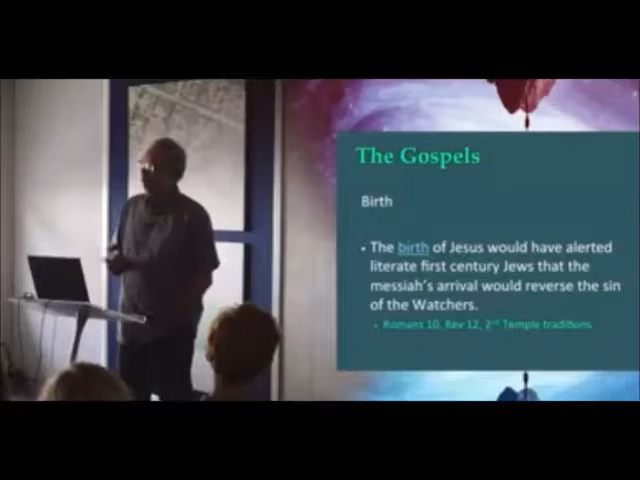 The Gospels
Birth
• The birth of Jesus would have alerted
literate first century Jews that the
messiah's arrival would reverse the sin
of the Watchers.
• Romans 10, Rev 12, 2nd Temple traditions